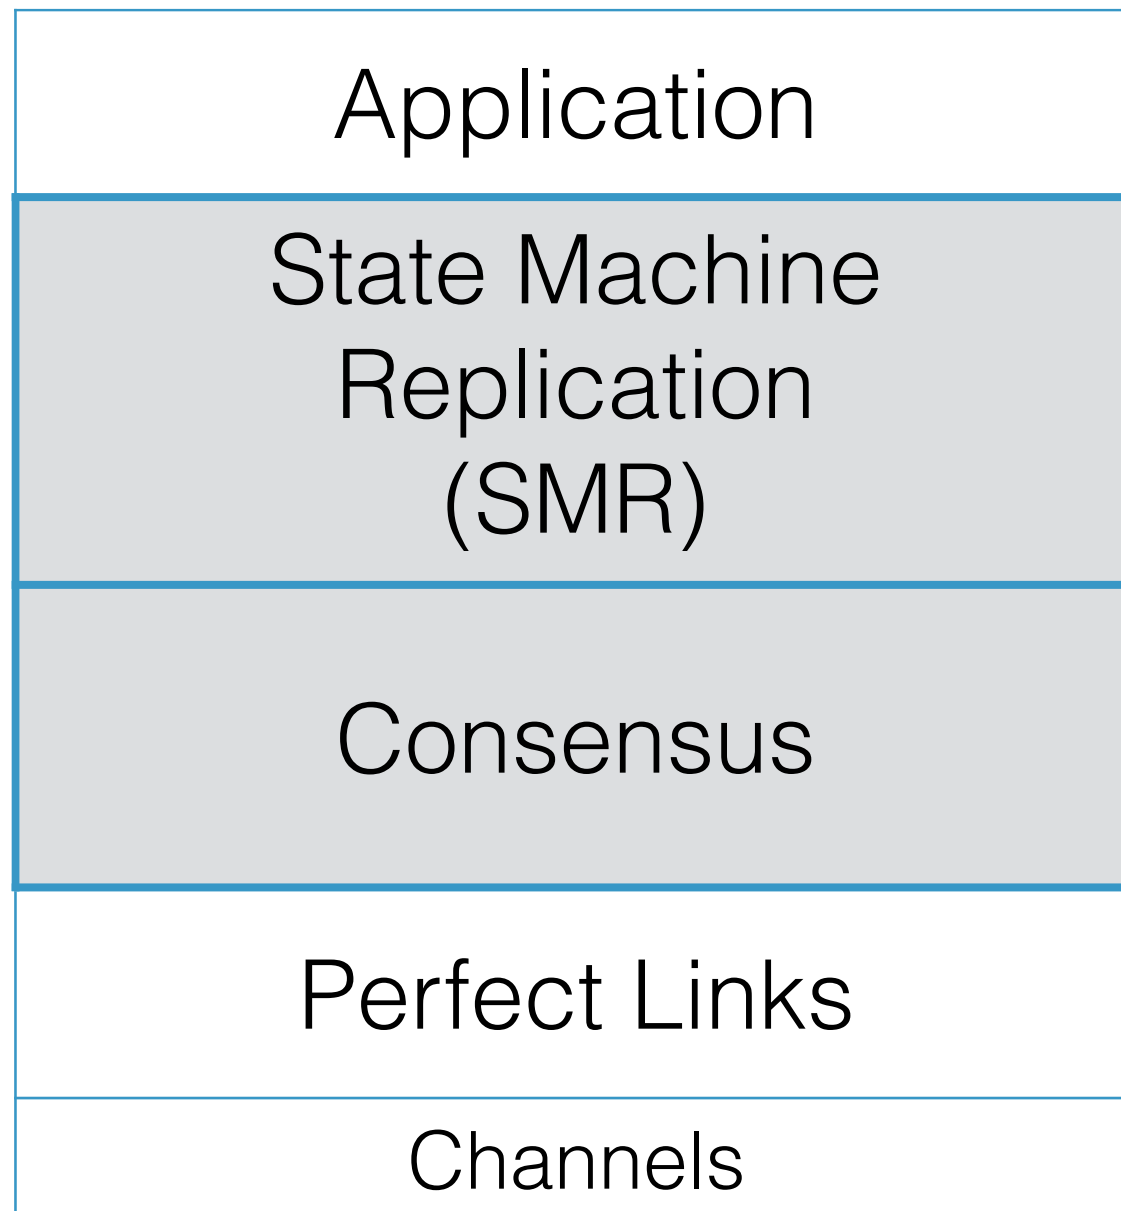 Application
State Machine
Replication
(SMR)
Consensus
Perfect Links
Channels